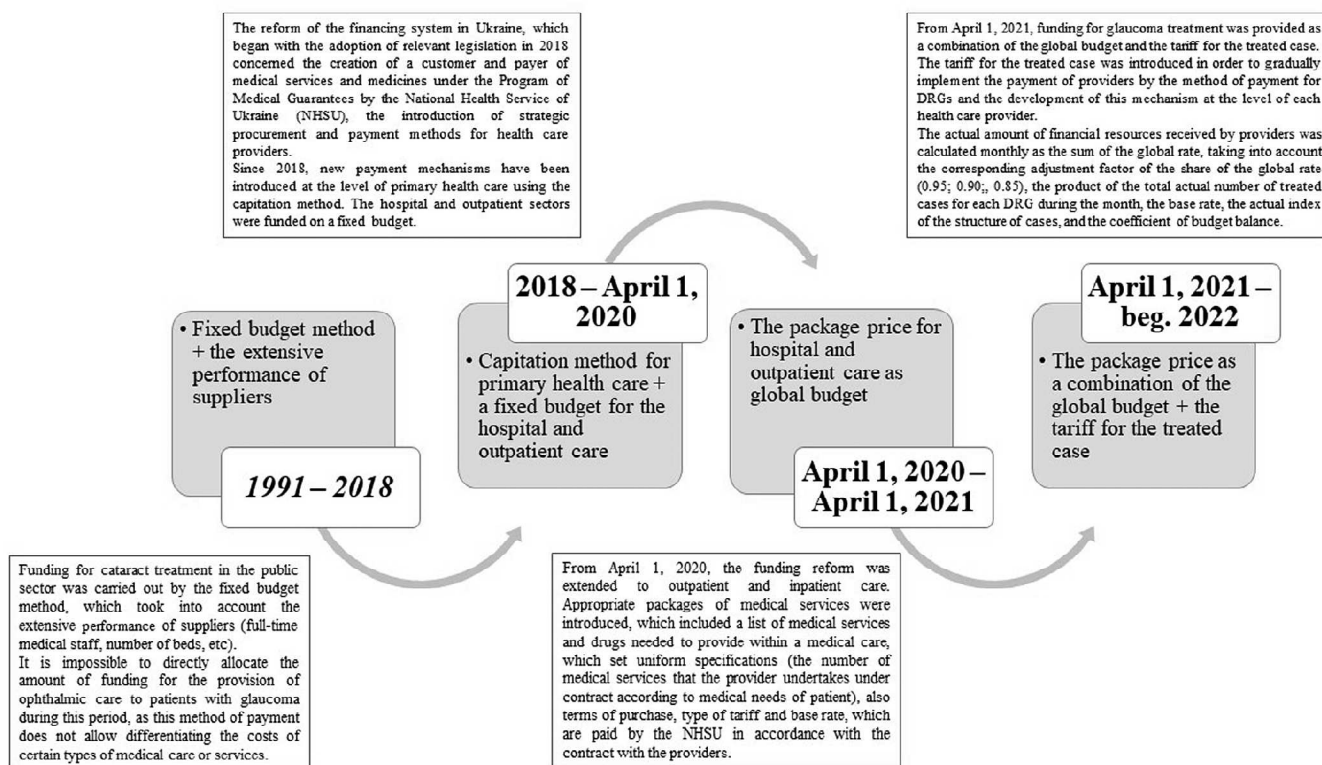 The reform of the financing system in Ukraine, which
began with the adoption of relevant legislation in 2018
concerned the creation of a customer and payer of
medical services and medicines under the Program of
Medical Guarantees by the National Health Service of
Ukraine (NHSU), the introduction of strategic
procurement and payment methods for health care
providers.
Since 2018, new payment mechanisms have been
introduced at the level of primary health care using the
capitation method. The hospital and outpatient sectors
were funded on a fixed budget.
From April 1, 2021, funding for glaucoma treatment was provided as
a combination of the global budget and the tariff for the treated case.
The tariff for the treated case was introduced in order to gradually
implement the payment of providers by the method of payment for
DRGs and the development of this mechanism at the level of each
health care provider.
The actual amount of financial resources received by providers was
calculated monthly as the sum of the global rate, taking into account
the corresponding adjustment factor of the share of the global rate
(0.95; 0.90;, 0.85), the product of the total actual number of treated
cases for each DRG during the month, the base rate, the actual index
of the structure of cases, and the coefficient of budget balance.
• Fixed budget method
+ the extensive
performance of
suppliers
1991 – 2018
2018 – April 1,
2020
• Capitation method for
primary health care +
a fixed budget for the
hospital and
outpatient care
• The package price for
hospital and
outpatient care as
global budget
April 1, 2020 –
April 1, 2021
April 1, 2021 –
beg. 2022
• The package price as
a combination of the
global budget + the
tariff for the treated
case
Funding for cataract treatment in the public
sector was carried out by the fixed budget
method, which took into account the
extensive performance of suppliers (full-time
medical staff, number of beds, etc).
It is impossible to directly allocate the
amount of funding for the provision of
ophthalmic care to patients with glaucoma
during this period, as this method of payment
does not allow differentiating the costs of
certain types of medical care or services.
From April 1, 2020, the funding reform was
extended to outpatient and inpatient care.
Appropriate packages of medical services were
introduced, which included a list of medical services
and drugs needed to provide within a medical care,
which set uniform specifications (the number of
medical services that the provider undertakes under
contract according to medical needs of patient), also
terms of purchase, type of tariff and base rate, which
are paid by the NHSU in accordance with the
contract with the providers.